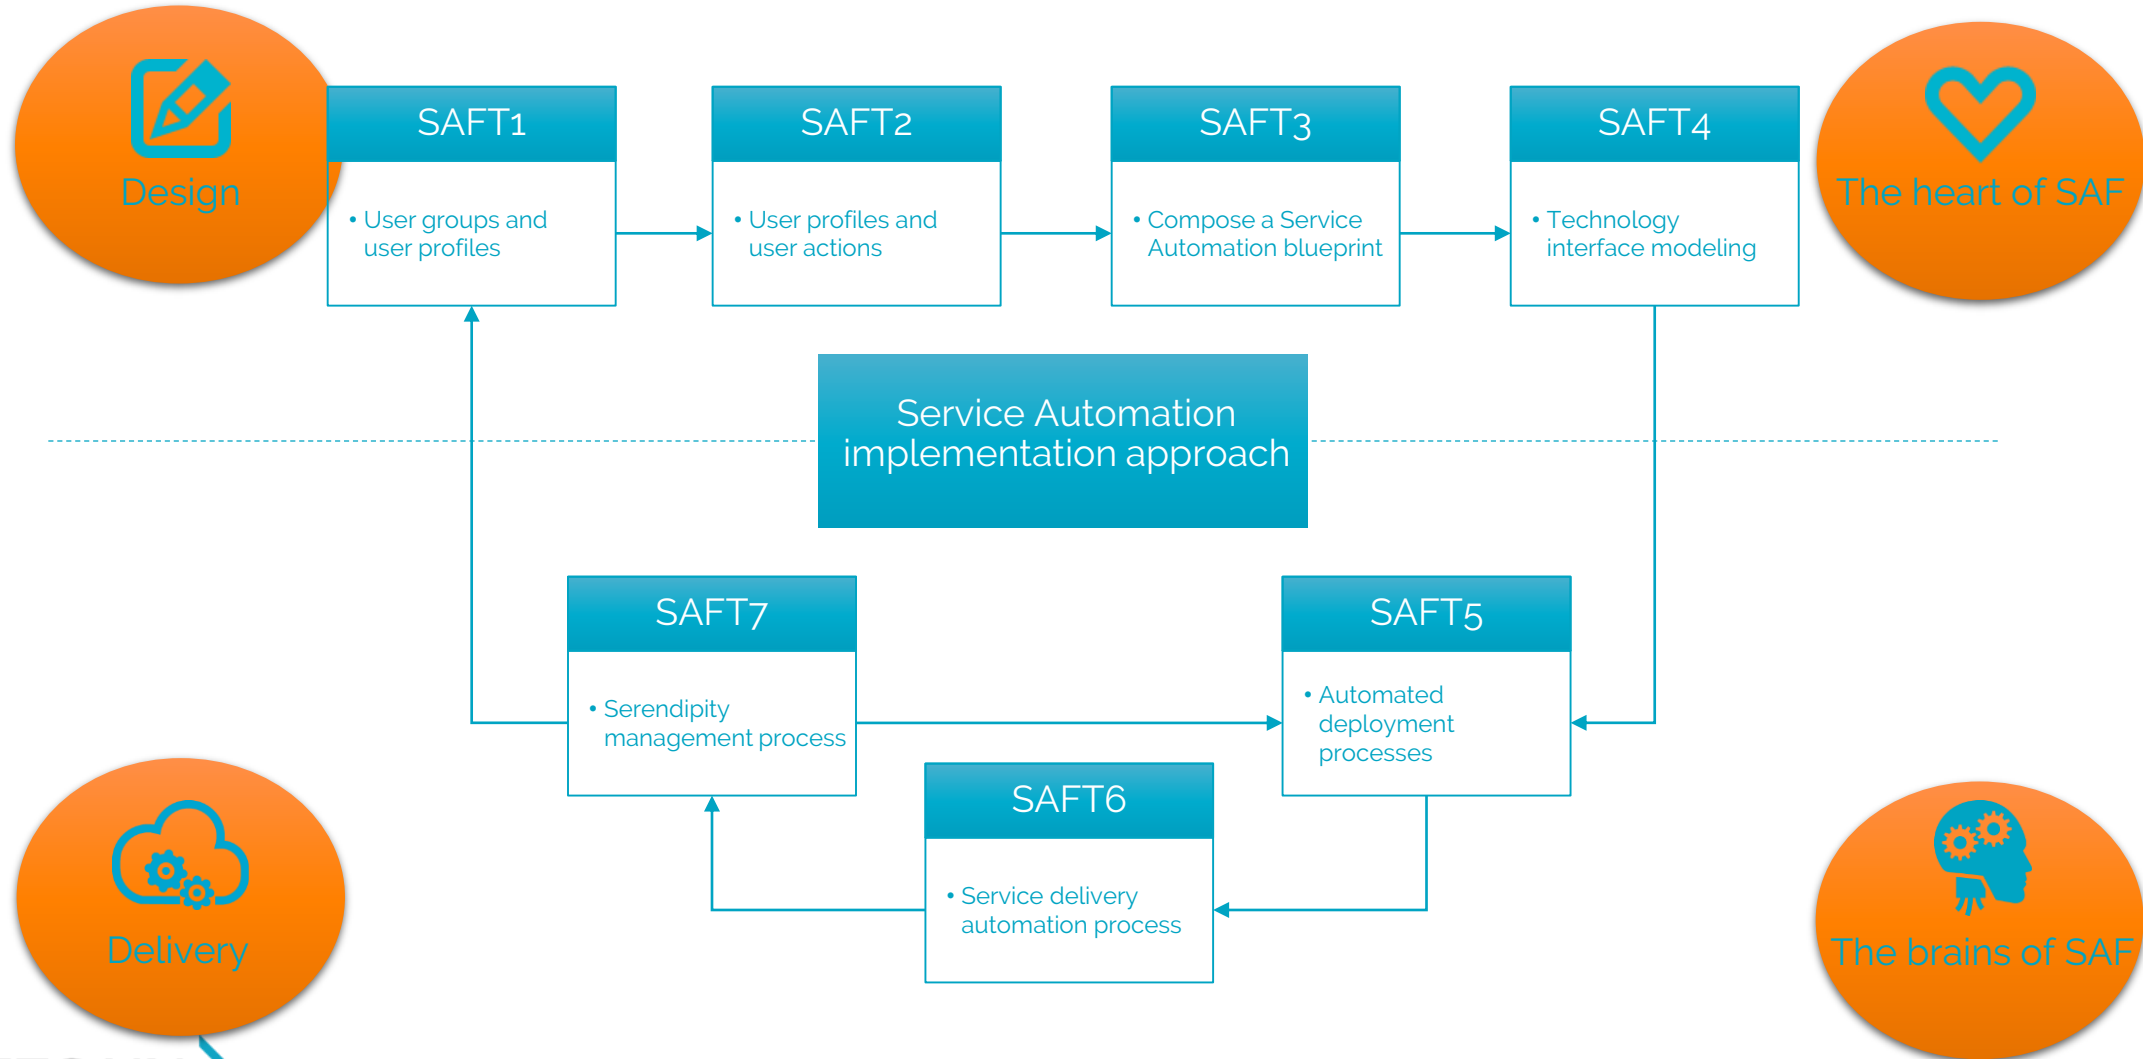 Design
The heart of SAF
SAFT1
• User groups and
user profiles
SAFT2
• User profiles and
user actions
SAFT3
• Compose a Service
Automation blueprint
SAFT4
• Technology
interface modeling
Service Automation
implementation approach
SAFT7
• Serendipity
management process
SAFT5
• Automated
deployment
processes
SAFT6
• Service delivery
automation process
Delivery
The brains of SAF